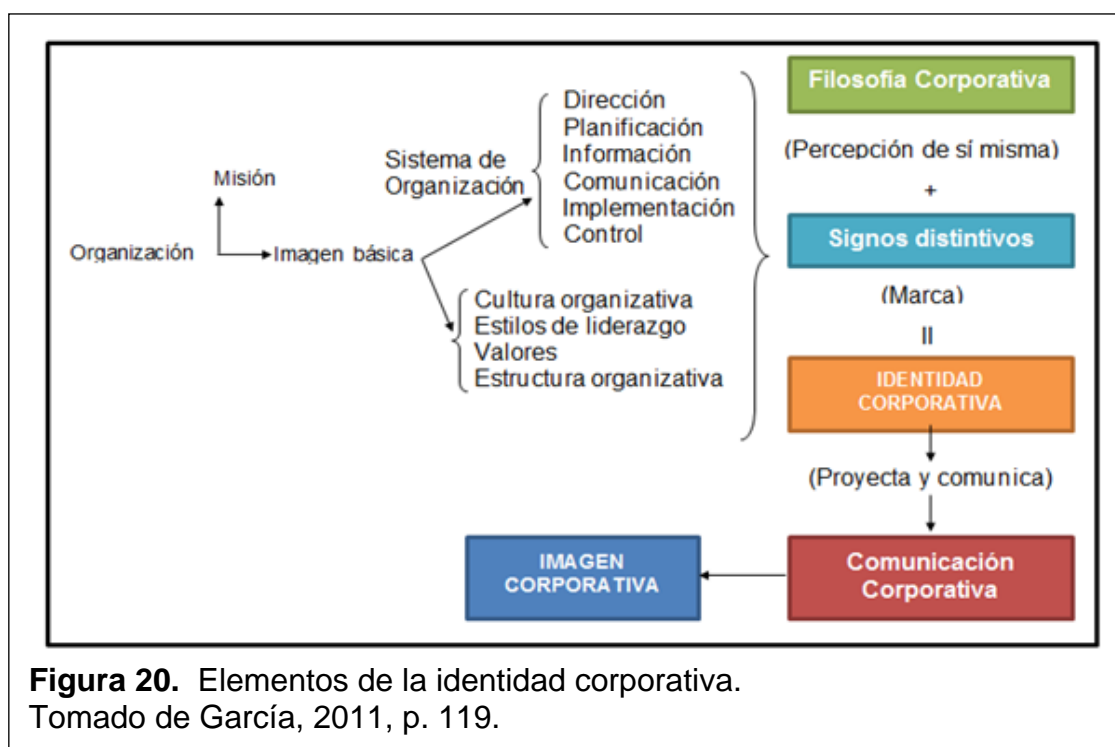 Organización
Misión
Imagen básica
Sistema de
Organización
Dirección
Planificación
Información
Comunicación
Implementación
Control
Cultura organizativa
Estilos de liderazgo
Valores
Estructura organizativa
Filosofía Corporativa
(Percepción de sí misma)
+
Signos distintivos
(Marca)
=
IDENTIDAD
CORPORATIVA
(Proyecta y comunica)
Comunicación
Corporativa
IMAGEN
CORPORATIVA
Figura 20. Elementos de la identidad corporativa.
Tomado de García, 2011, p. 119.